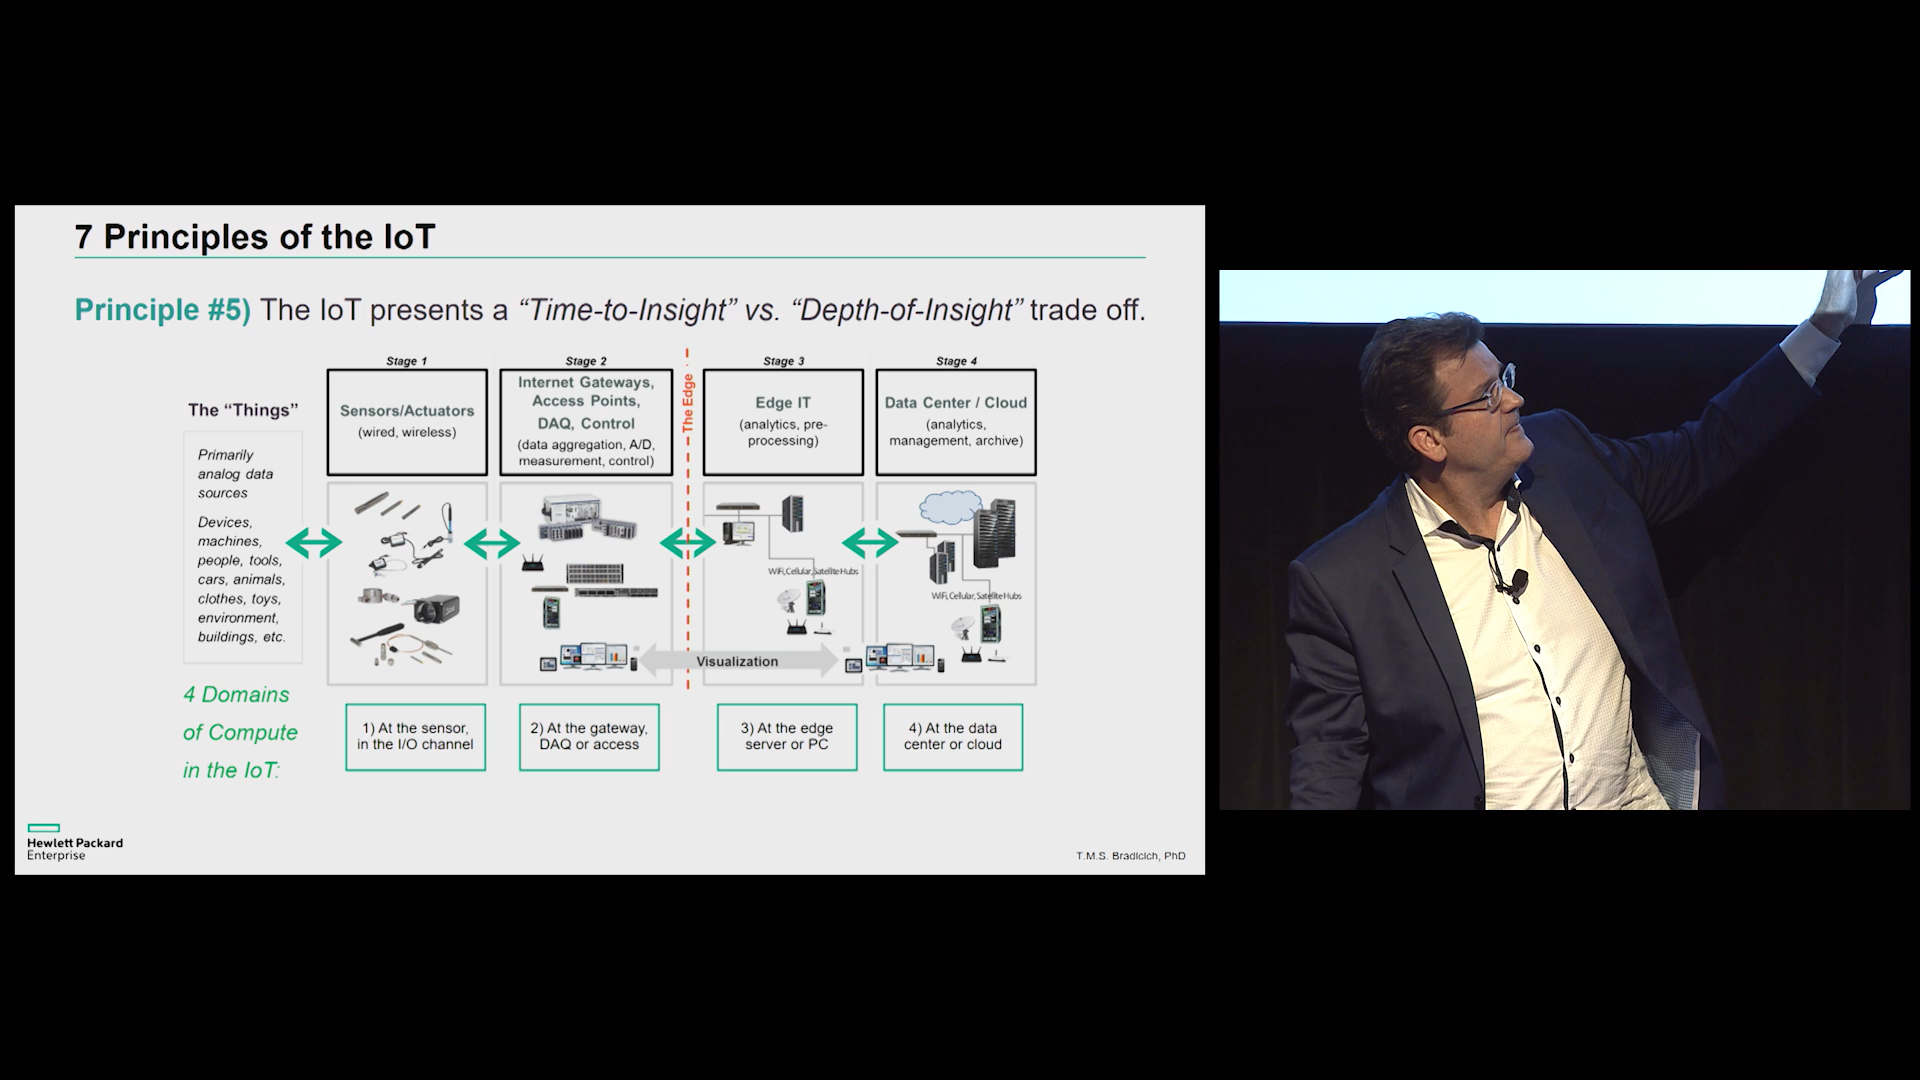 7 Principles of the IoT
Principle #5) The IoT presents a “Time-to-Insight” vs. “Depth-of-Insight” trade off.
Stage 1
Stage 2
Stage 3
Stage 4
The “Things”
Sensors/Actuators
(wired, wireless)
Internet Gateways,
Access Points,
DAQ, Control
(data aggregation, A/D,
measurement, control)
The Edge
Edge IT
(analytics, pre-
processing)
Data Center / Cloud
(analytics,
management, archive)
Primarily
analog data
sources
Devices,
machines,
people, tools,
cars, animals,
clothes, toys,
environment,
buildings, etc.
WiFi, Cellular, Satellite Hubs
WiFi, Cellular, Satellite Hubs
Visualization
4 Domains
of Compute
in the IoT:
1) At the sensor,
in the I/O channel
2) At the gateway,
DAQ or access
3) At the edge
server or PC
4) At the data
center or cloud
Hewlett Packard
Enterprise
T.M.S. Bradicich, PhD